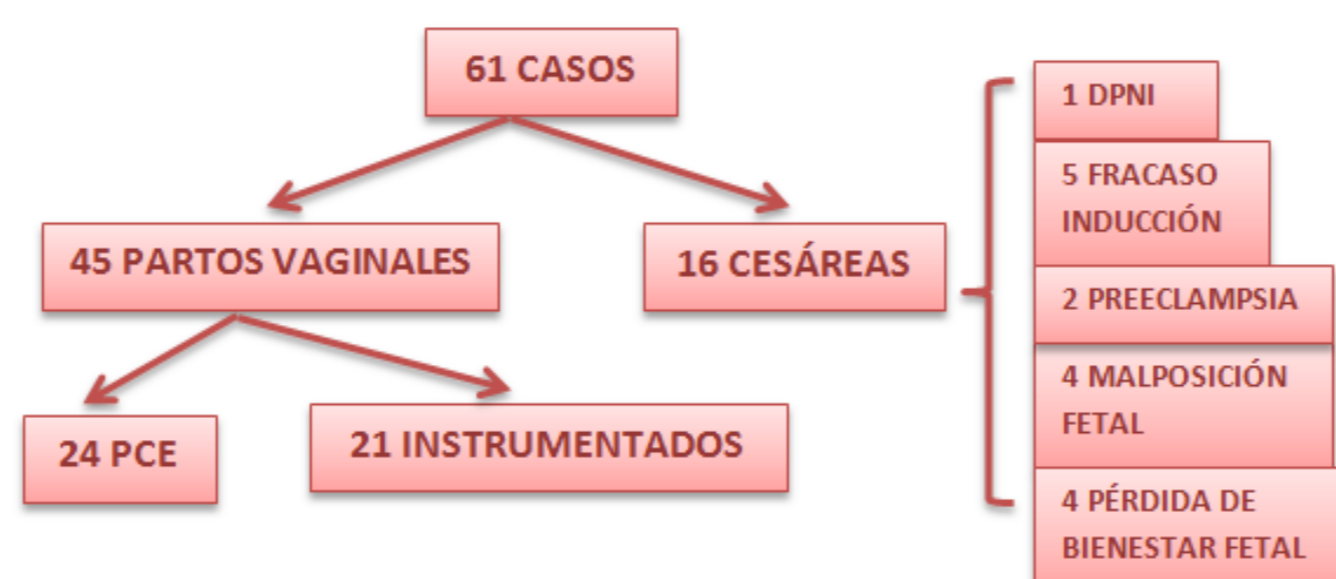 61 CASOS
45 PARTOS VAGINALES
16 CESÁREAS
24 PCE
21 INSTRUMENTADOS
1 DPNI
5 FRACASO
INDUCCIÓN
2 PREECLAMPSIA
4 MALPOSICIÓN
FETAL
4 PÉRDIDA DE
BIENESTAR FETAL